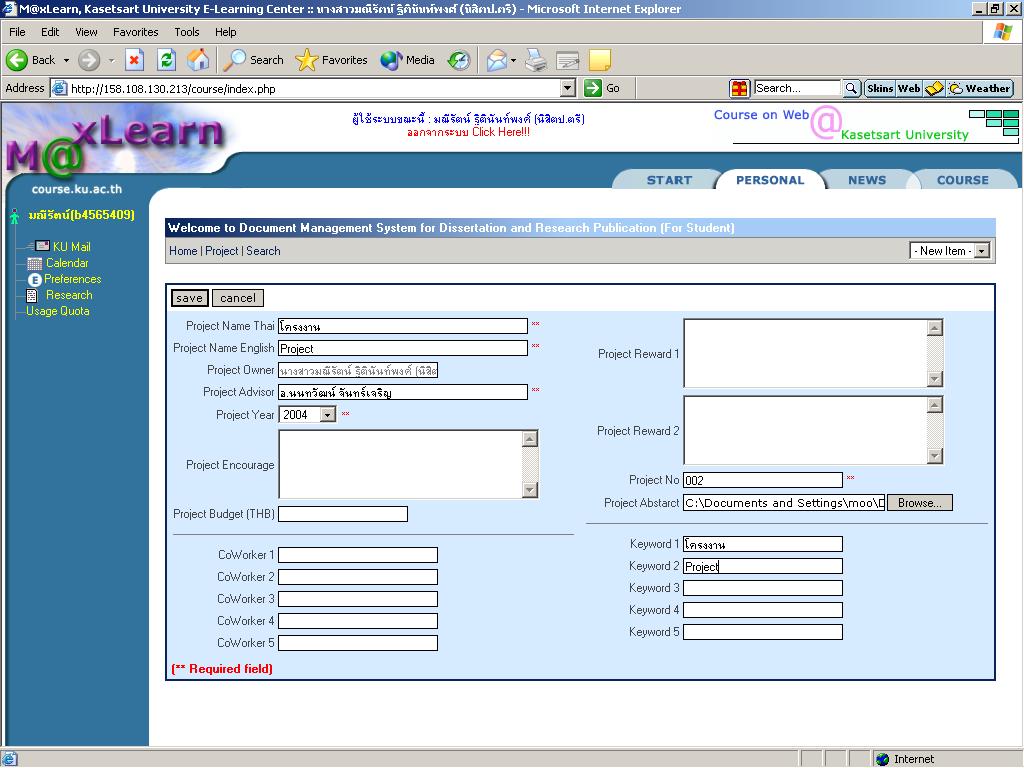 M@xLearn, Kasetsart University E-Learning Center :: นางสาวมณีรัตน์ ฐิตินันท์พงศ์ (นิสิตป.ตรี) - Microsoft Internet Explorer
File Edit View Favorites Tools Help
Back Search Favorites Media
Address http://158.108.130.213/course/index.php Go Search... Skins Web Weather
M@xLearn
course.ku.ac.th
ผู้ใช้ระบบขณะนี้ : มณีรัตน์ ฐิตินันท์พงศ์ (นิสิตป.ตรี)
ออกจากระบบ Click Here!!!
Course on Web @ Kasetsart University
START PERSONAL NEWS COURSE
มณีรัตน์(b4565409)
KU Mail
Calendar
Preferences
Research
Usage Quota
Welcome to Document Management System for Dissertation and Research Publication (For Student)
Home | Project | Search
- New Item -
save cancel
Project Name Thai โครงงาน **
Project Name English Project **
Project Owner นางสาวมณีรัตน์ ฐิตินันท์พงศ์ (นิสิต
Project Advisor อ.นนทวัฒน์ จันทร์เจริญ **
Project Year 2004 **
Project Encourage
Project Budget (THB)
CoWorker 1
CoWorker 2
CoWorker 3
CoWorker 4
CoWorker 5
(** Required field)
Project Reward 1
Project Reward 2
Project No 002 **
Project Abstarct C:\Documents and Settings\moo\D Browse...
Keyword 1 โครงงาน
Keyword 2 Project
Keyword 3
Keyword 4
Keyword 5
Internet